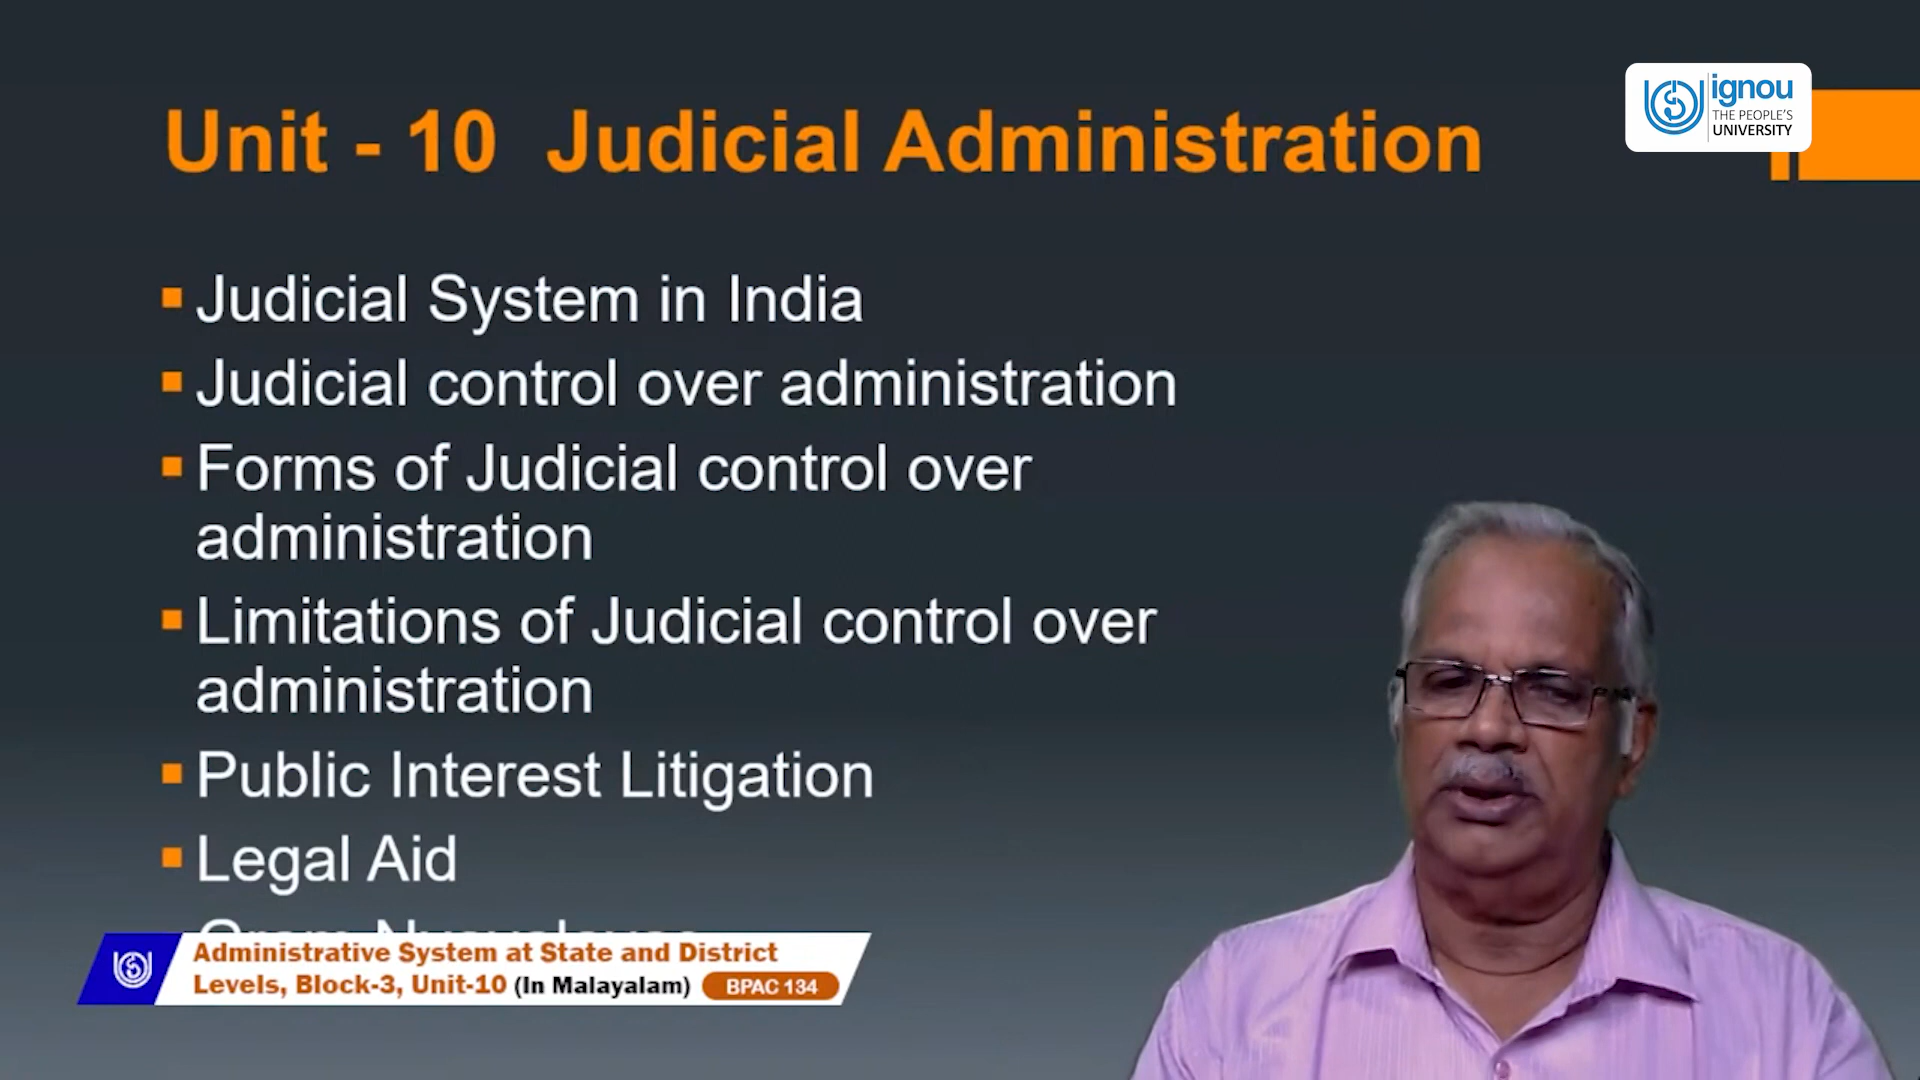 ignou
THE PEOPLE'S
UNIVERSITY
Unit - 10 Judicial Administration
Judicial System in India
Judicial control over administration
Forms of Judicial control over
administration
Limitations of Judicial control over
administration
Public Interest Litigation
Legal Aid
Administrative System at State and District
Levels, Block-3, Unit-10 (In Malayalam) BPAC 134